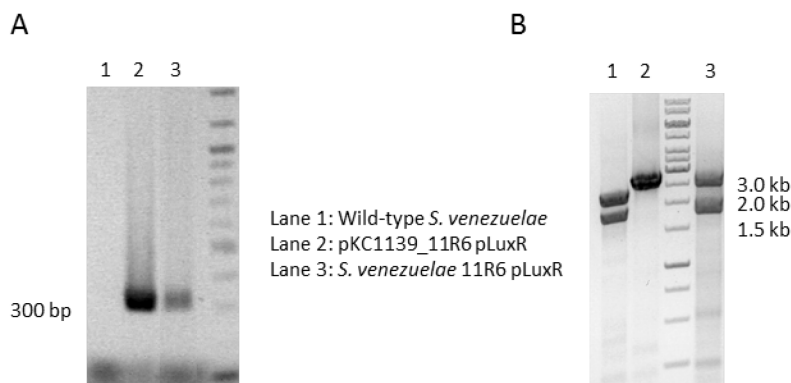 A
B
1 2 3
1 2 3
300 bp
Lane 1: Wild-type S. venezuelae
Lane 2: pKC1139_11R6 pLuxR
Lane 3: S. venezuelae 11R6 pLuxR
3.0 kb
2.0 kb
1.5 kb